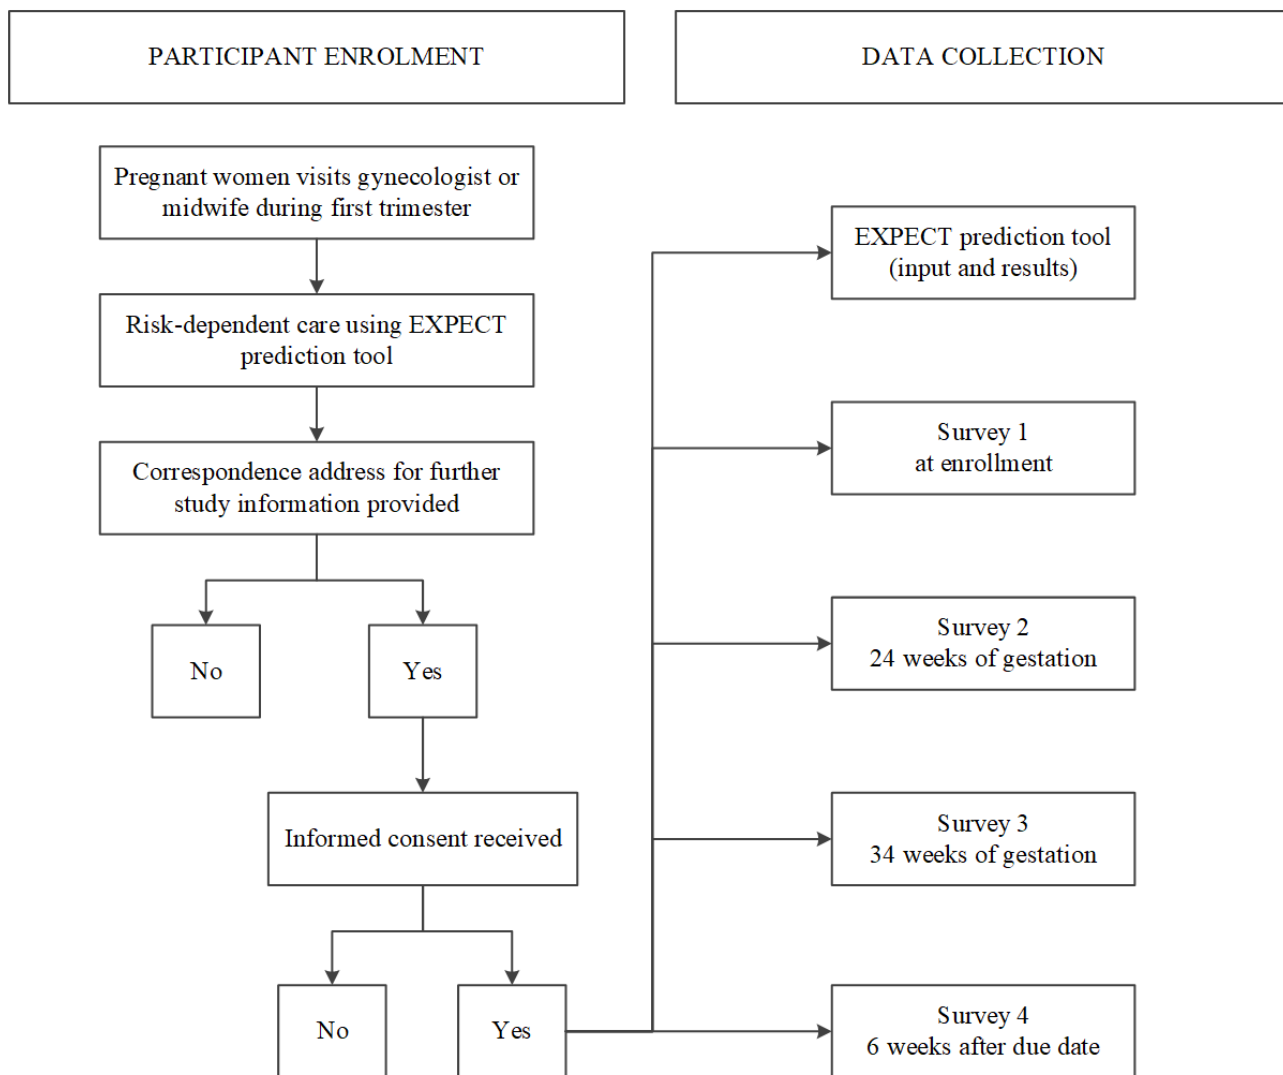 PARTICIPANT ENROLMENT
DATA COLLECTION
Pregnant women visits gynecologist or
midwife during first trimester
Risk-dependent care using EXPECT
prediction tool
Correspondence address for further
study information provided
No
Yes
Informed consent received
No
Yes
EXPECT prediction tool
(input and results)
Survey 1
at enrollment
Survey 2
24 weeks of gestation
Survey 3
34 weeks of gestation
Survey 4
6 weeks after due date